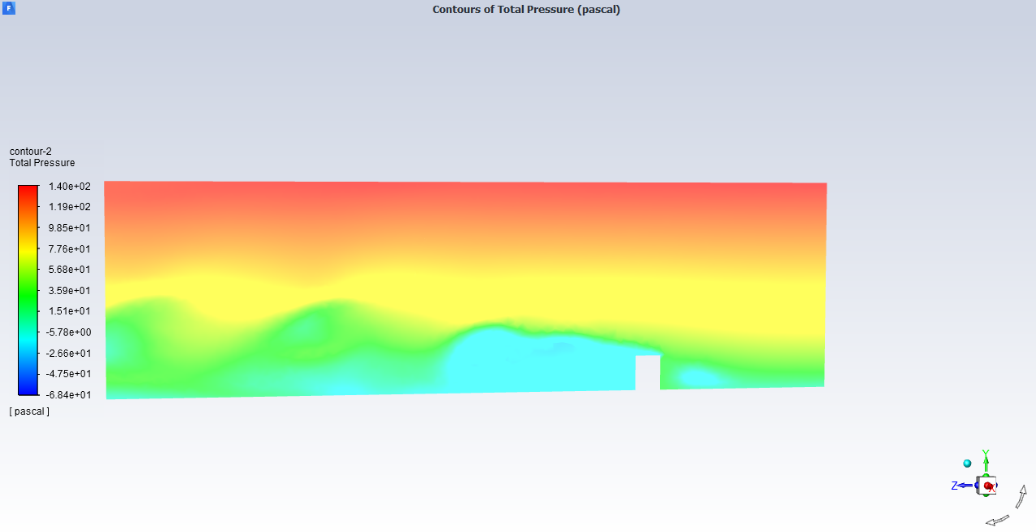 Contours of Total Pressure (pascal)
contour-2
Total Pressure
1.40e+02
1.19e+02
9.85e+01
7.76e+01
5.68e+01
3.59e+01
1.51e+01
-5.78e+00
-2.66e+01
-4.75e+01
-6.84e+01
[ pascal ]
Y
Z
X